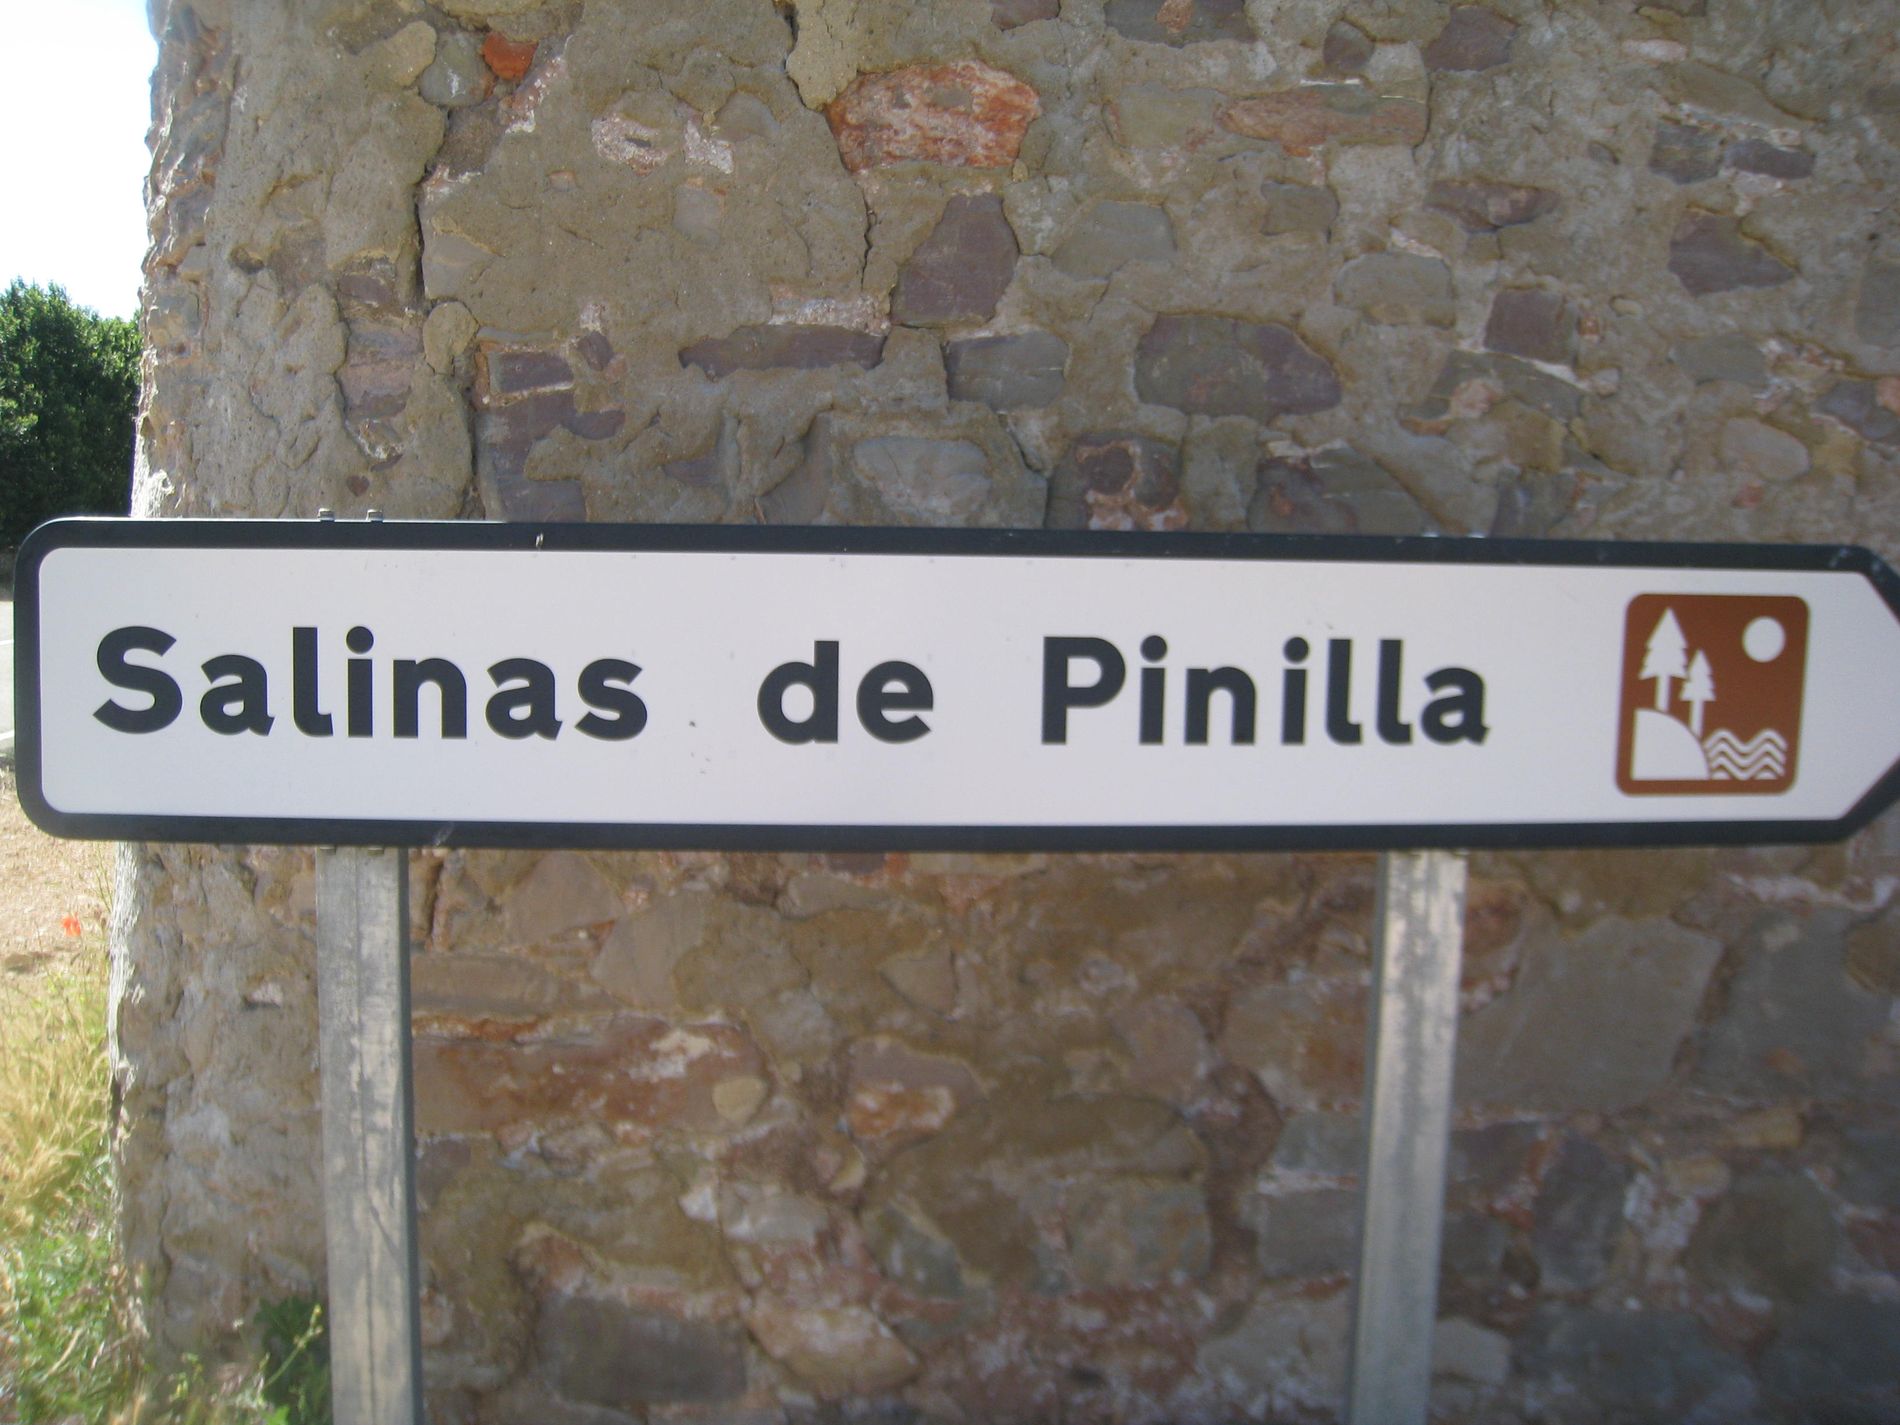 Salinas de Pinilla